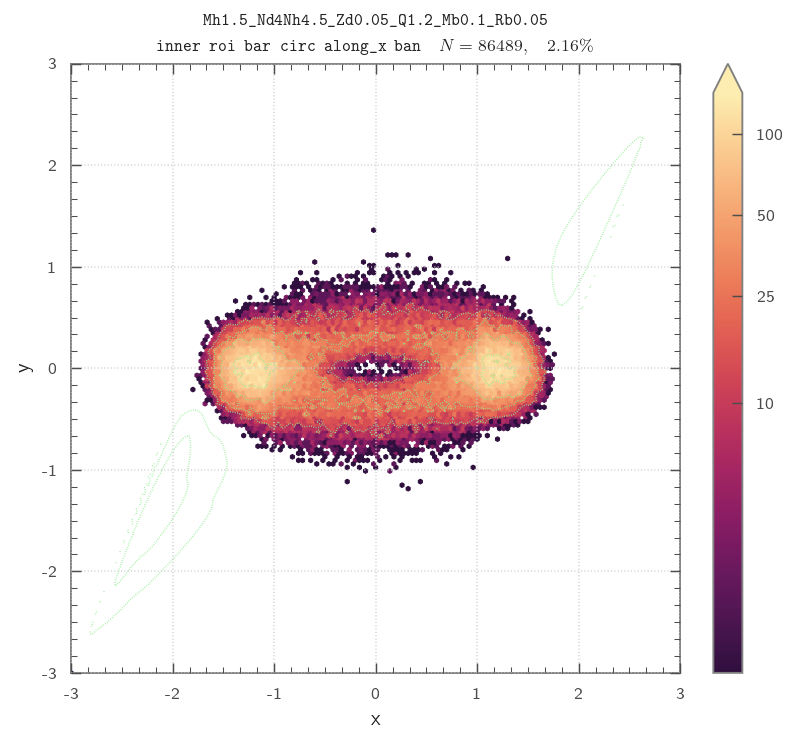 Mh1.5_Nd4Nh4.5_Zd0.05_Q1.2_Mb0.1_Rb0.05
inner roi bar circ along_x ban N = 86489, 2.16%
3
2
1
0
-1
-2
-3
y
-3 -2 -1 0 1 2 3
x
100
50
25
10